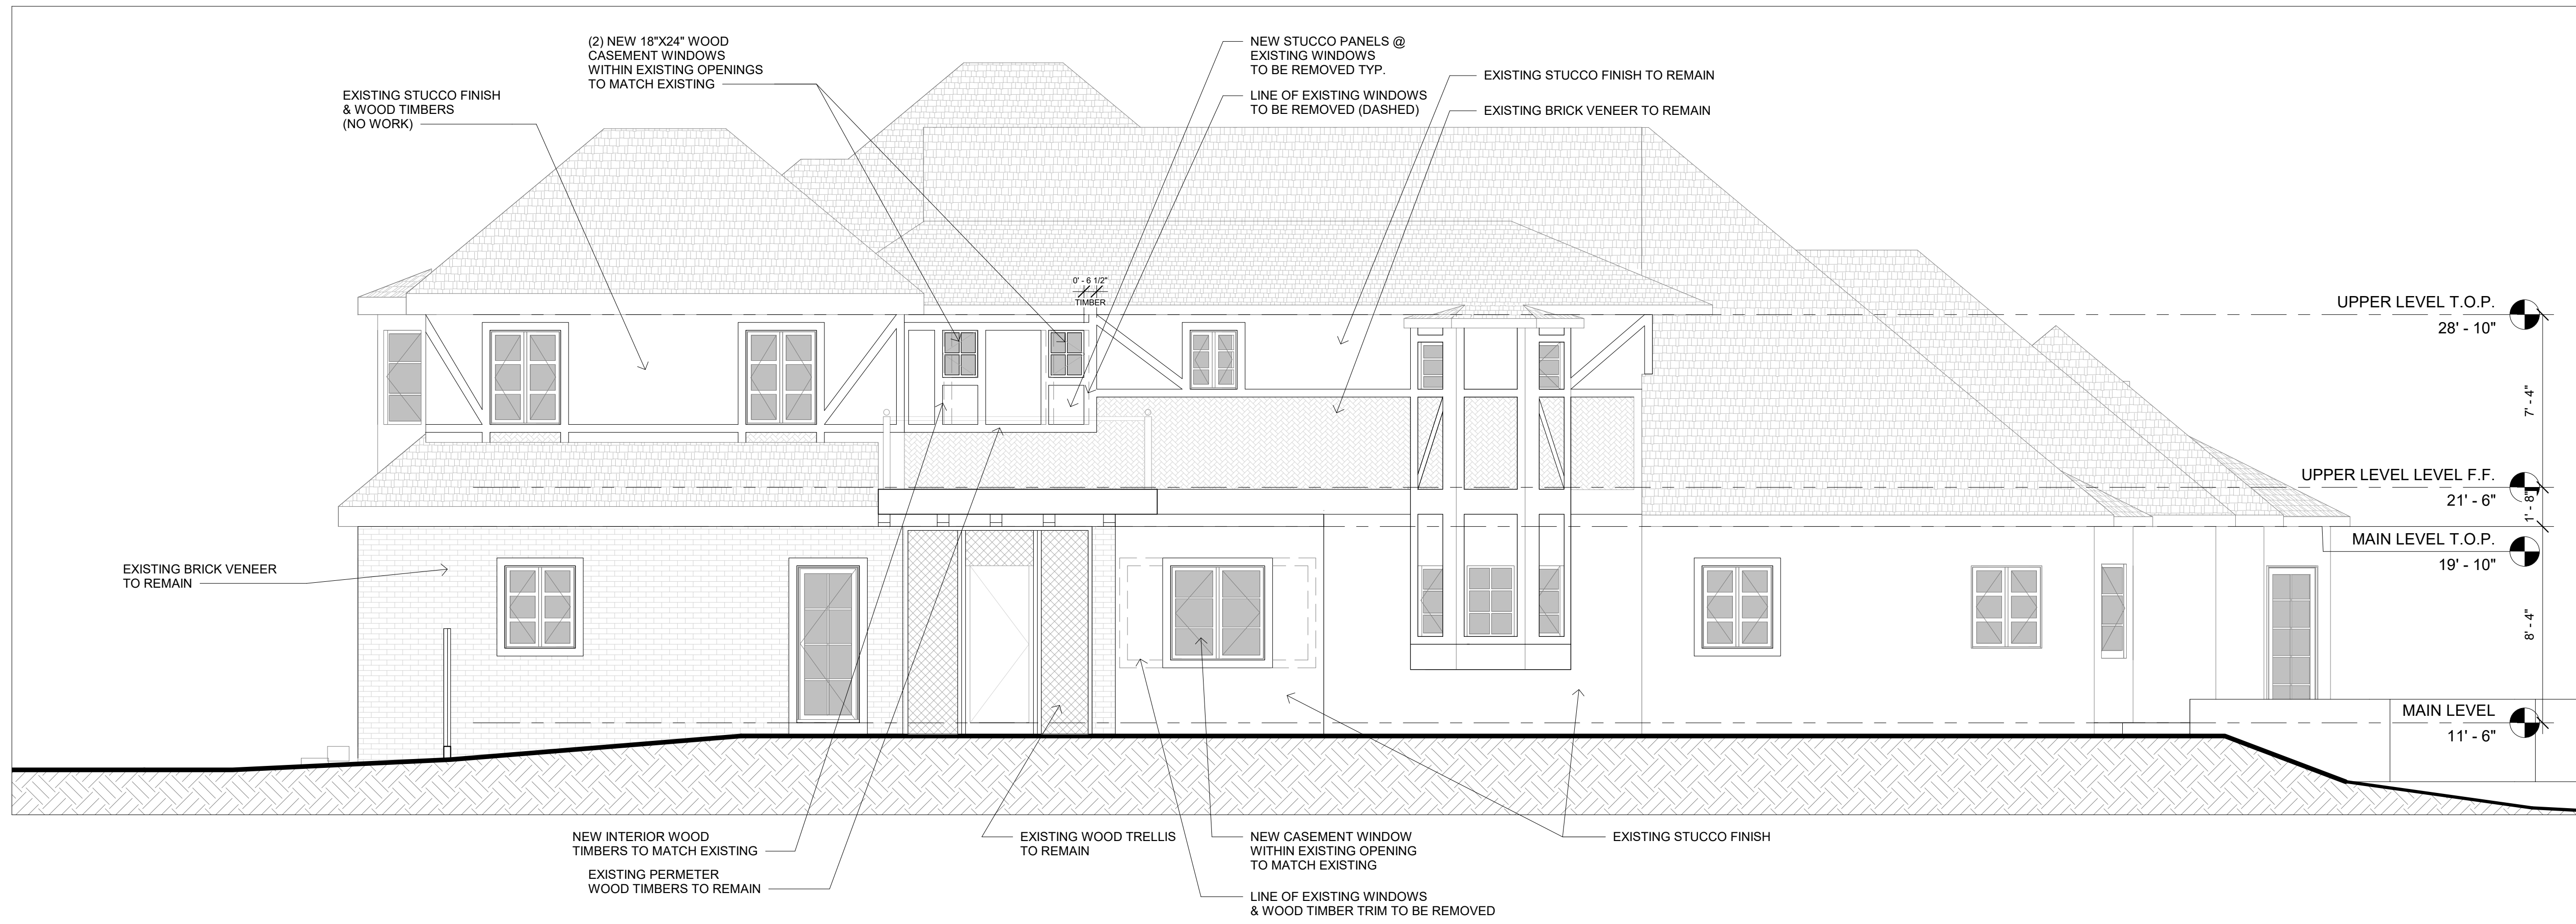 (2) NEW 18"X24" WOOD
CASEMENT WINDOWS
WITHIN EXISTING OPENINGS
TO MATCH EXISTING
NEW STUCCO PANELS @
EXISTING WINDOWS
TO BE REMOVED TYP.
EXISTING STUCCO FINISH TO REMAIN
EXISTING STUCCO FINISH
& WOOD TIMBERS
(NO WORK)
LINE OF EXISTING WINDOWS
TO BE REMOVED (DASHED)
EXISTING BRICK VENEER TO REMAIN
0' - 6 1/2"
TIMBER
UPPER LEVEL T.O.P.
28' - 10"
7' - 4"
UPPER LEVEL LEVEL F.F.
21' - 6"
1' - 8"
MAIN LEVEL T.O.P.
19' - 10"
EXISTING BRICK VENEER
TO REMAIN
8' - 4"
MAIN LEVEL
11' - 6"
NEW INTERIOR WOOD
TIMBERS TO MATCH EXISTING
EXISTING PERMETER
WOOD TIMBERS TO REMAIN
EXISTING WOOD TRELLIS
TO REMAIN
NEW CASEMENT WINDOW
WITHIN EXISTING OPENING
TO MATCH EXISTING
LINE OF EXISTING WINDOWS
& WOOD TIMBER TRIM TO BE REMOVED
EXISTING STUCCO FINISH